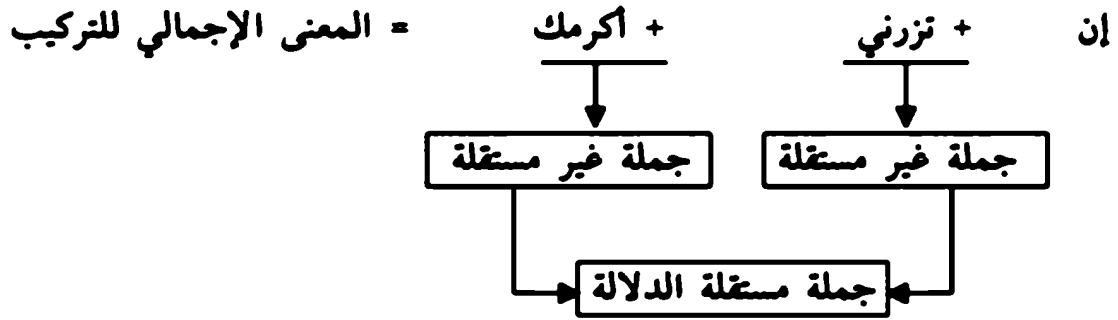 إن + تزرني + أكرمك = المعنى الإجمالي للتركيب
جملة غير مستقلة جملة غير مستقلة
جملة مستقلة الدلالة